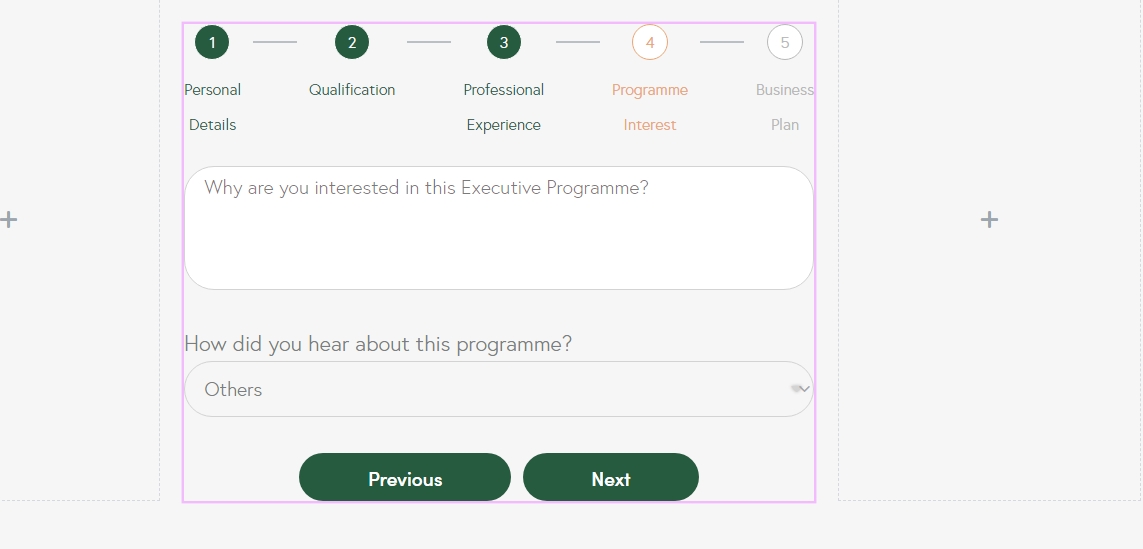 1 2 3 4 5
Personal Qualification Professional Programme Business
Details Experience Interest Plan
Why are you interested in this Executive Programme?
How did you hear about this programme?
Others
Previous Next